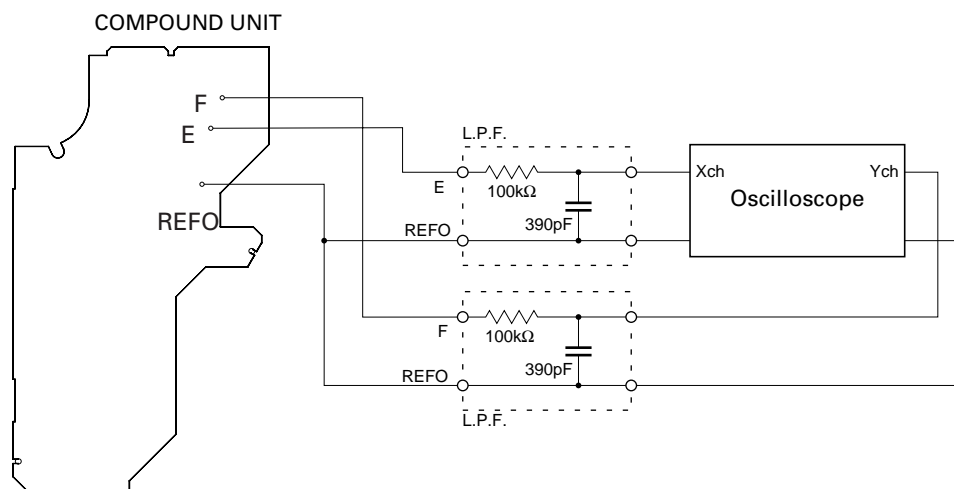 COMPOUND UNIT
F
E
REFO
L.P.F.
E
100kΩ
390pF
REFO
Xch
Ych
Oscilloscope
F
100kΩ
390pF
REFO
L.P.F.